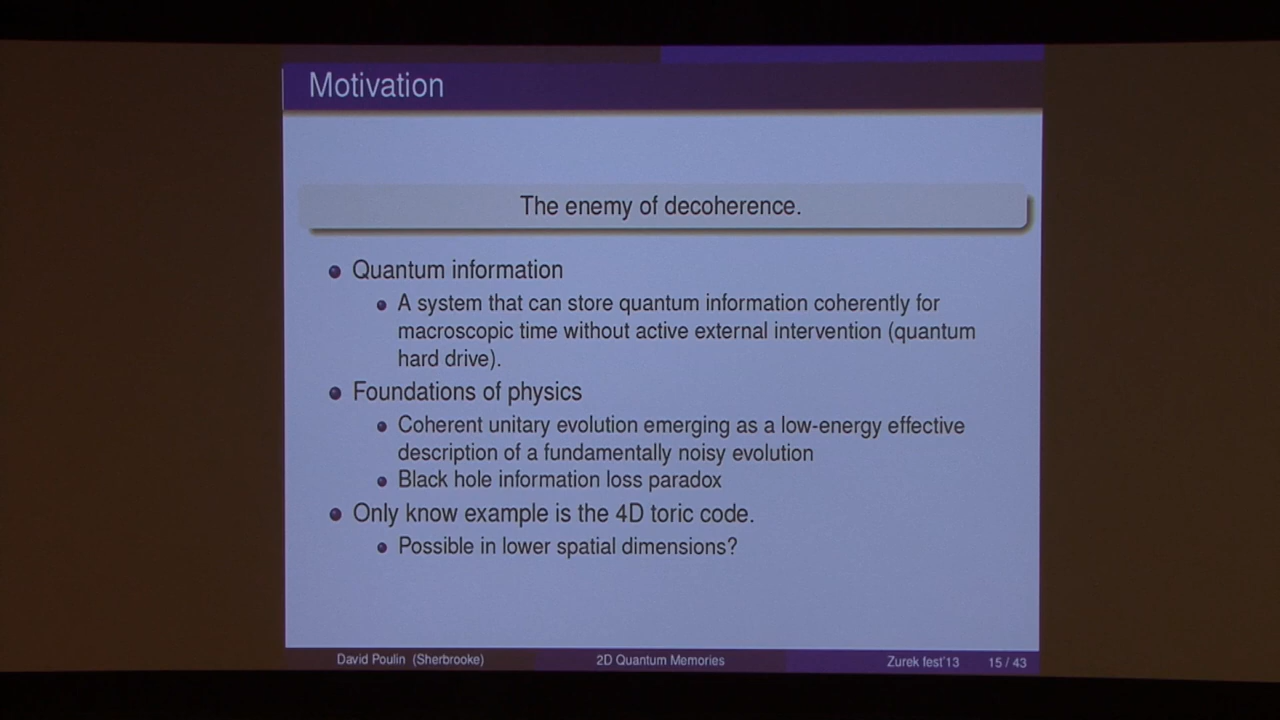 Motivation
The enemy of decoherence.
Quantum information
A system that can store quantum information coherently for
macroscopic time without active external intervention (quantum
hard drive).
Foundations of physics
Coherent unitary evolution emerging as a low-energy effective
description of a fundamentally noisy evolution
Black hole information loss paradox
Only know example is the 4D toric code.
Possible in lower spatial dimensions?
David Poulin (Sherbrooke) 2D Quantum Memories Zurek fest'13 15 / 43